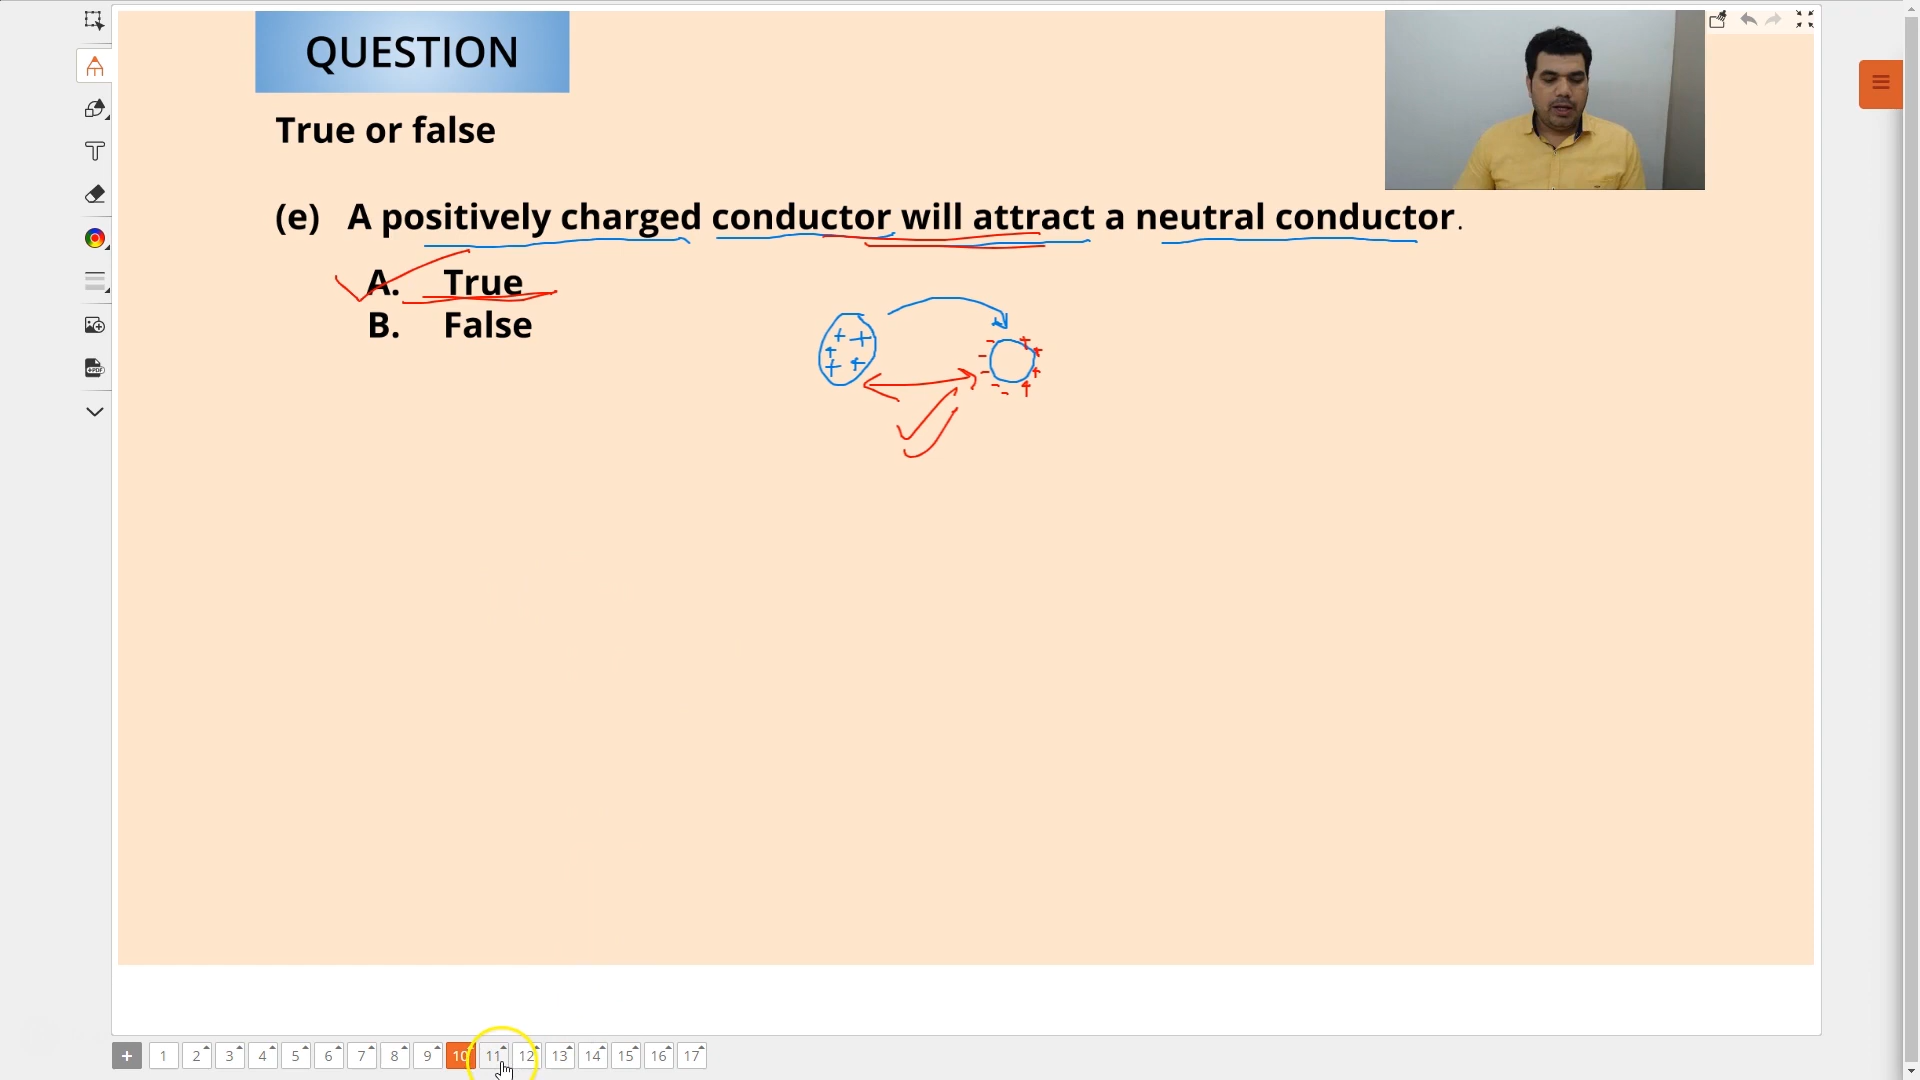 QUESTION
True or false
(e) A positively charged conductor will attract a neutral conductor.
A. True
B. False
+ + + + +
- - - - - - + + + +
+ 1 2 3 4 5 6 7 8 9 10 11 12 13 14 15 16 17